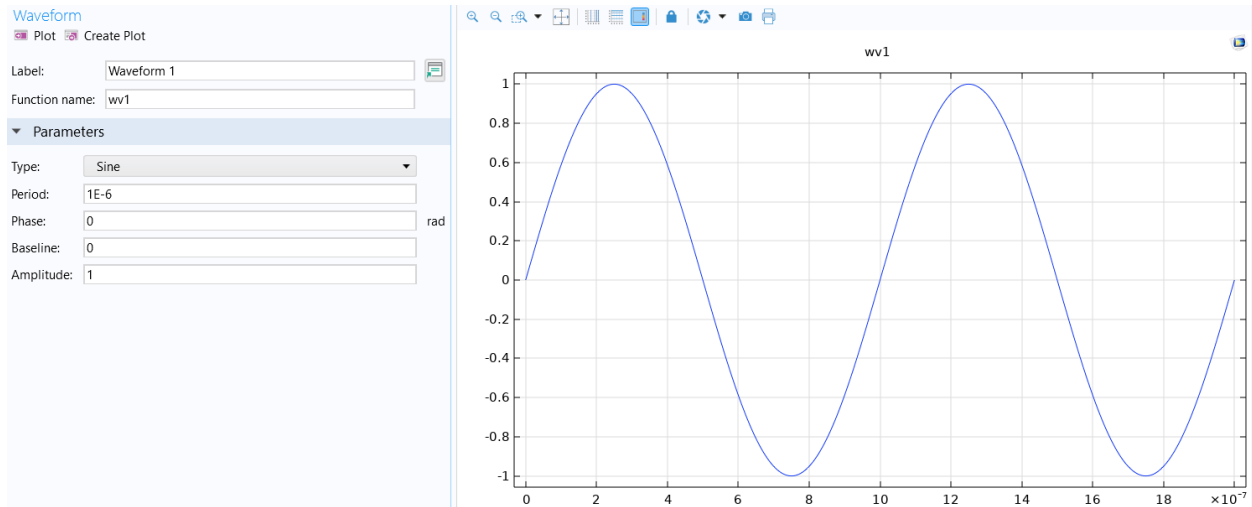 Waveform
Plot Create Plot
Label: Waveform 1
Function name: wv1
Parameters
Type: Sine
Period: 1E-6
Phase: 0 rad
Baseline: 0
Amplitude: 1
wv1
1
0.8
0.6
0.4
0.2
0
-0.2
-0.4
-0.6
-0.8
-1
0 2 4 6 8 10 12 14 16 18 ×10⁻⁷